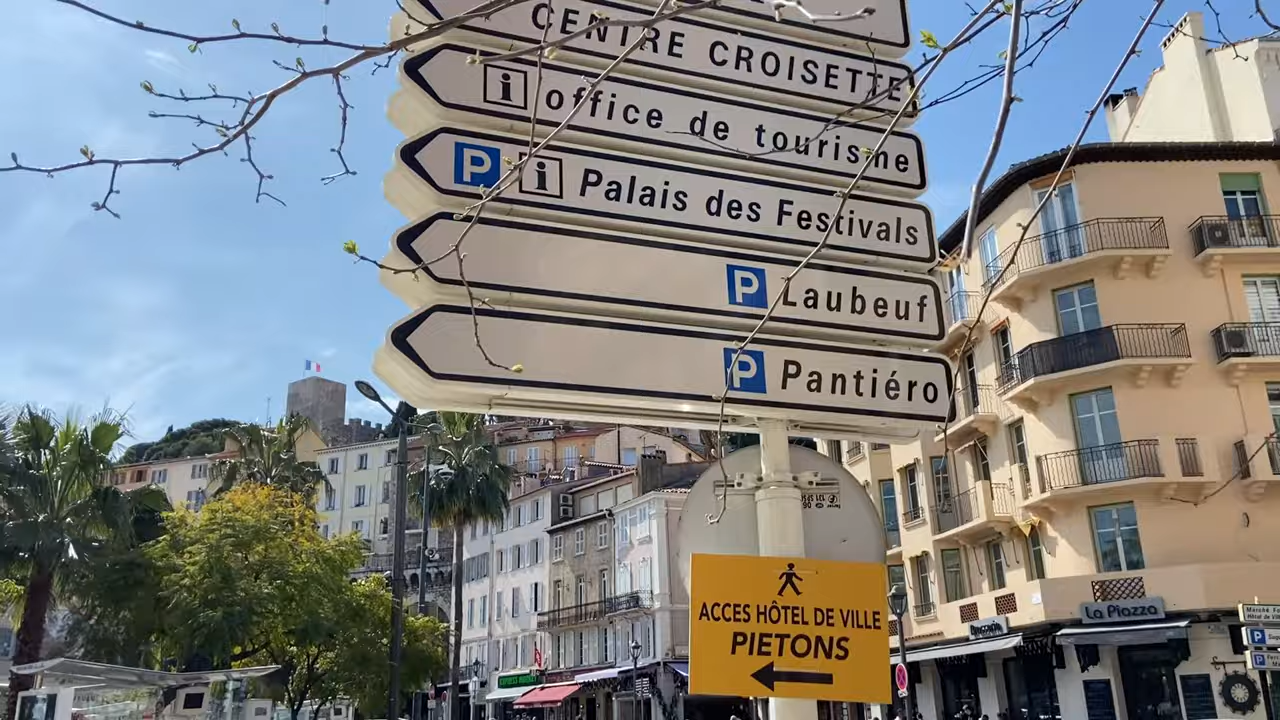 CENTRE CROISETTE
i office de tourisme
P i Palais des Festivals
P Laubeuf
P Pantiéro
ACCES HÔTEL DE VILLE
PIETONS
La Piazza
P
P